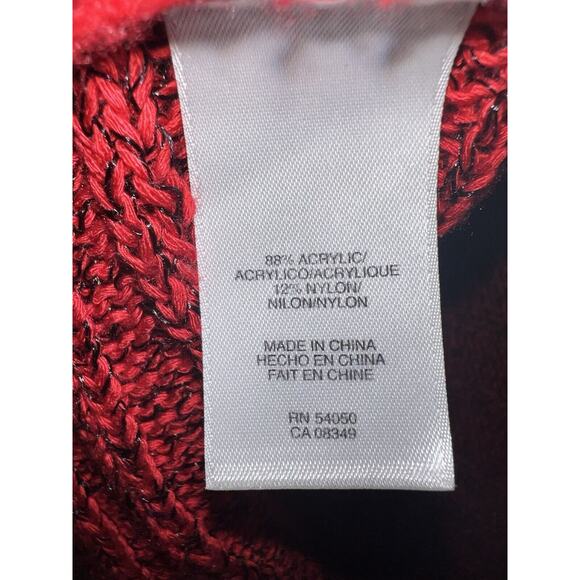 88% ACRYLIC/
ACRYLICO/ACRYLIQUE
12% NYLON/
NILON/NYLON
MADE IN CHINA
HECHO EN CHINA
FAIT EN CHINE
RN 54050
CA 08349